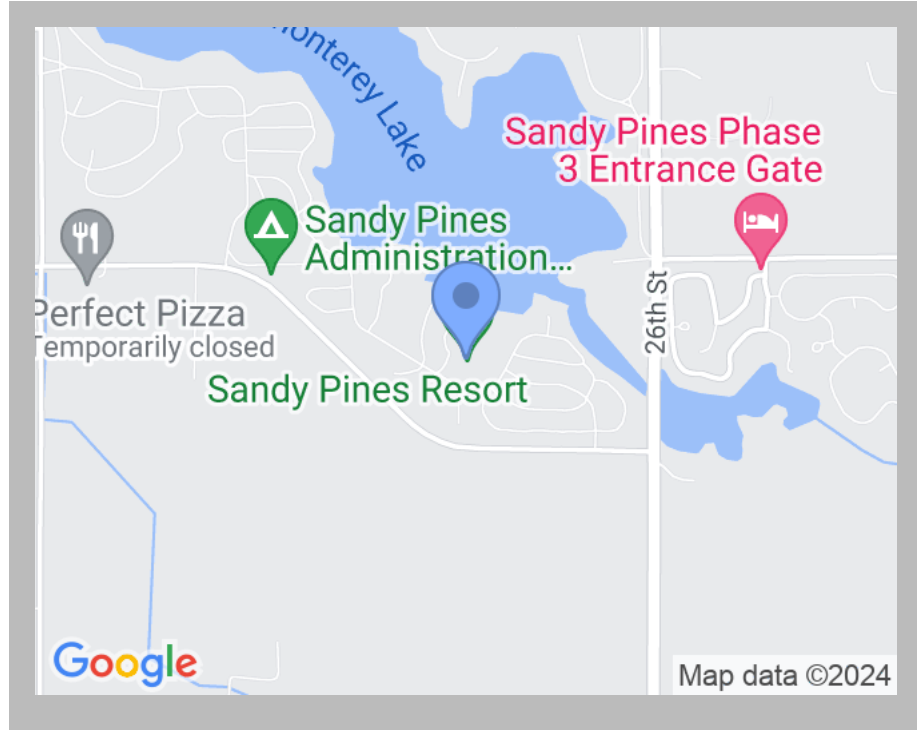 onterey
Lake
Sandy Pines Phase
3 Entrance Gate
Sandy Pines
Administration...
26th St
Perfect Pizza
Temporarily closed
Sandy Pines Resort
Google
Map data ©2024